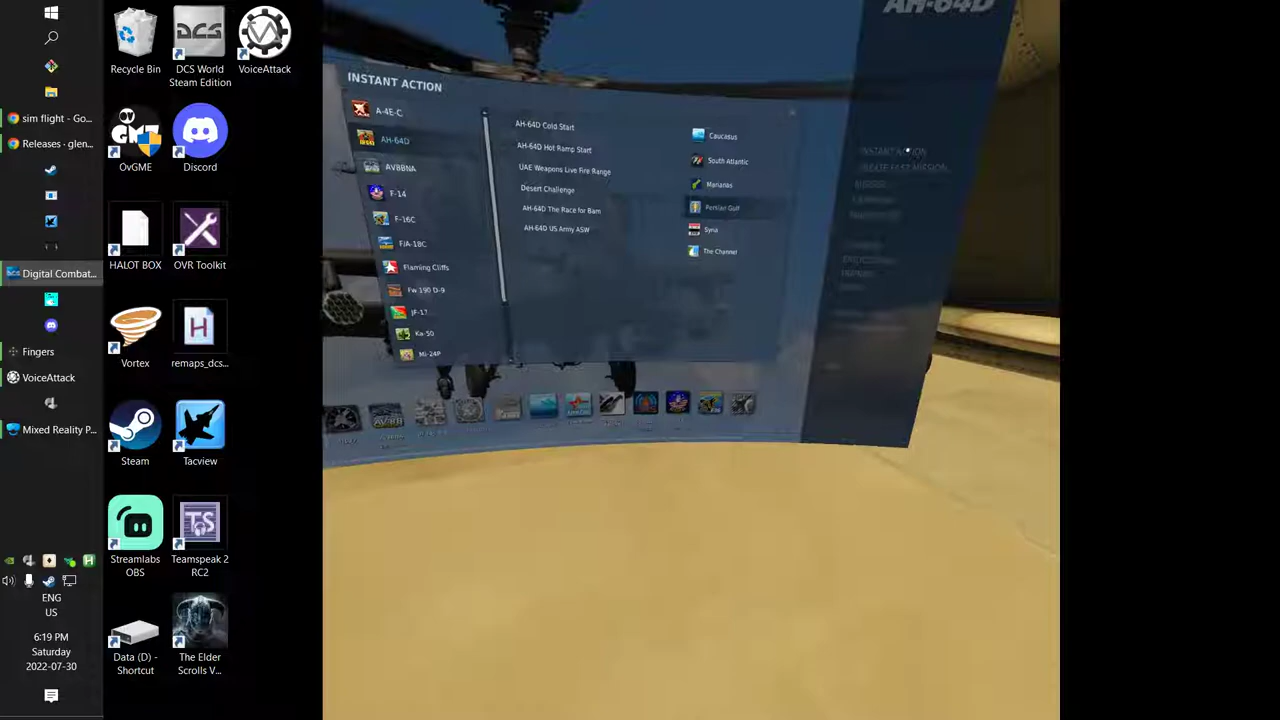 Recycle Bin
DCS World
Steam Edition
VoiceAttack
sim flight - Go...
Releases - glen...
OvGME
Discord
HALOT BOX
OVR Toolkit
Digital Combat...
Fingers
VoiceAttack
Mixed Reality P...
Vortex
remaps_dcs...
Steam
Tacview
Streamlabs
OBS
Teamspeak 2
RC2
ENG
US
6:19 PM
Saturday
2022-07-30
Data (D) -
Shortcut
The Elder
Scrolls V...
AH-64D
INSTANT ACTION
A-4E-C
AH-64D
AV8BNA
F-14
F-16C
F/A-18C
Flaming Cliffs
Fw 190 D-9
JF-17
Ka-50
Mi-24P
AH-64D Cold Start
AH-64D Hot Ramp Start
UAE Weapons Live Fire Range
Desert Challenge
AH-64D The Race for Bam
AH-64D US Army ASW
Caucasus
South Atlantic
Marianas
Persian Gulf
Syria
The Channel
INSTANT ACTION
CREATE FAST MISSION